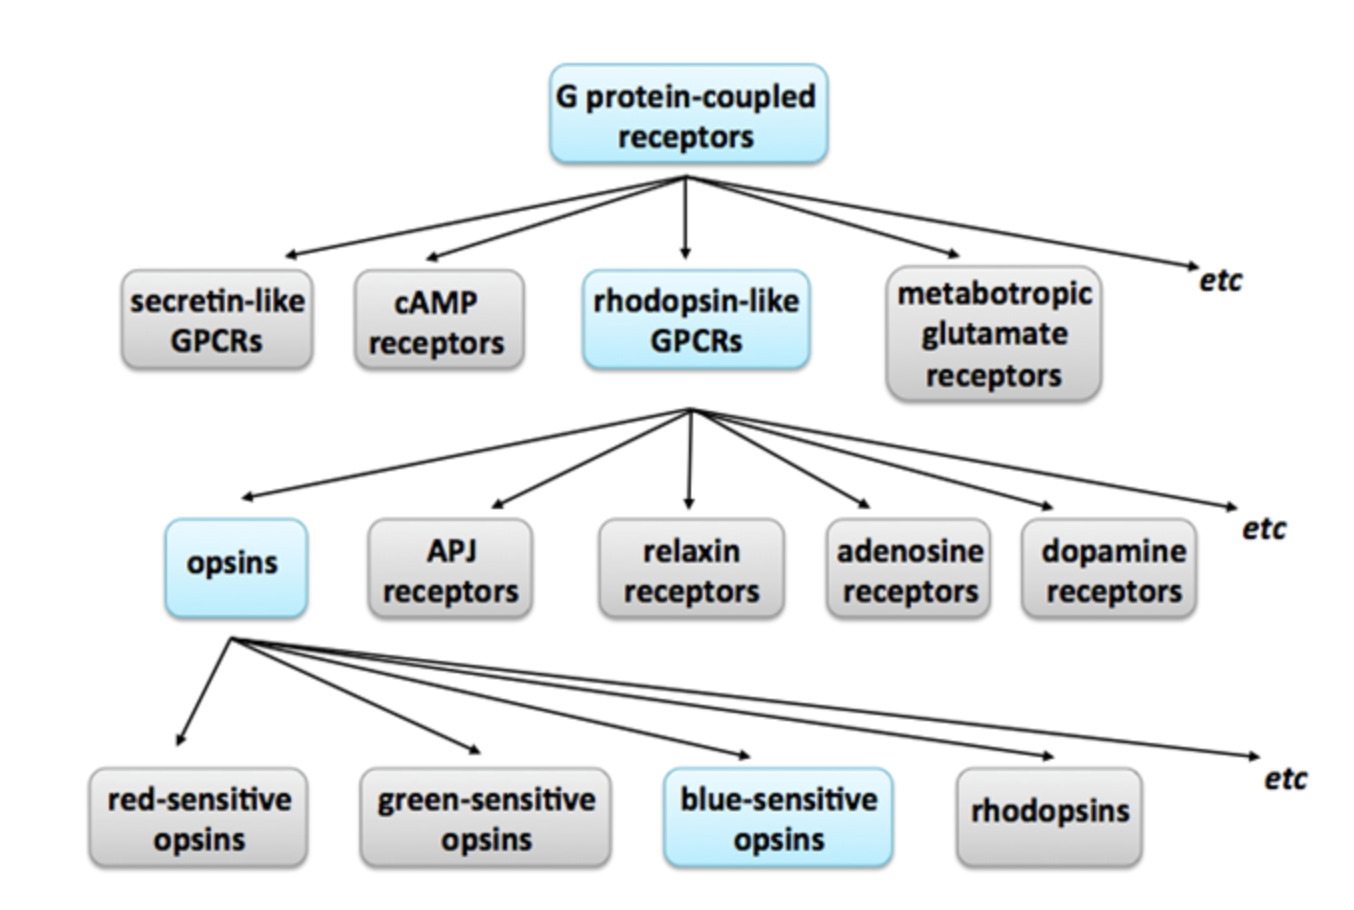 G protein-coupled
receptors
secretin-like
GPCRs
cAMP
receptors
rhodopsin-like
GPCRs
metabotropic
glutamate
receptors
etc
opsins
APJ
receptors
relaxin
receptors
adenosine
receptors
dopamine
receptors
etc
red-sensitive
opsins
green-sensitive
opsins
blue-sensitive
opsins
rhodopsins
etc